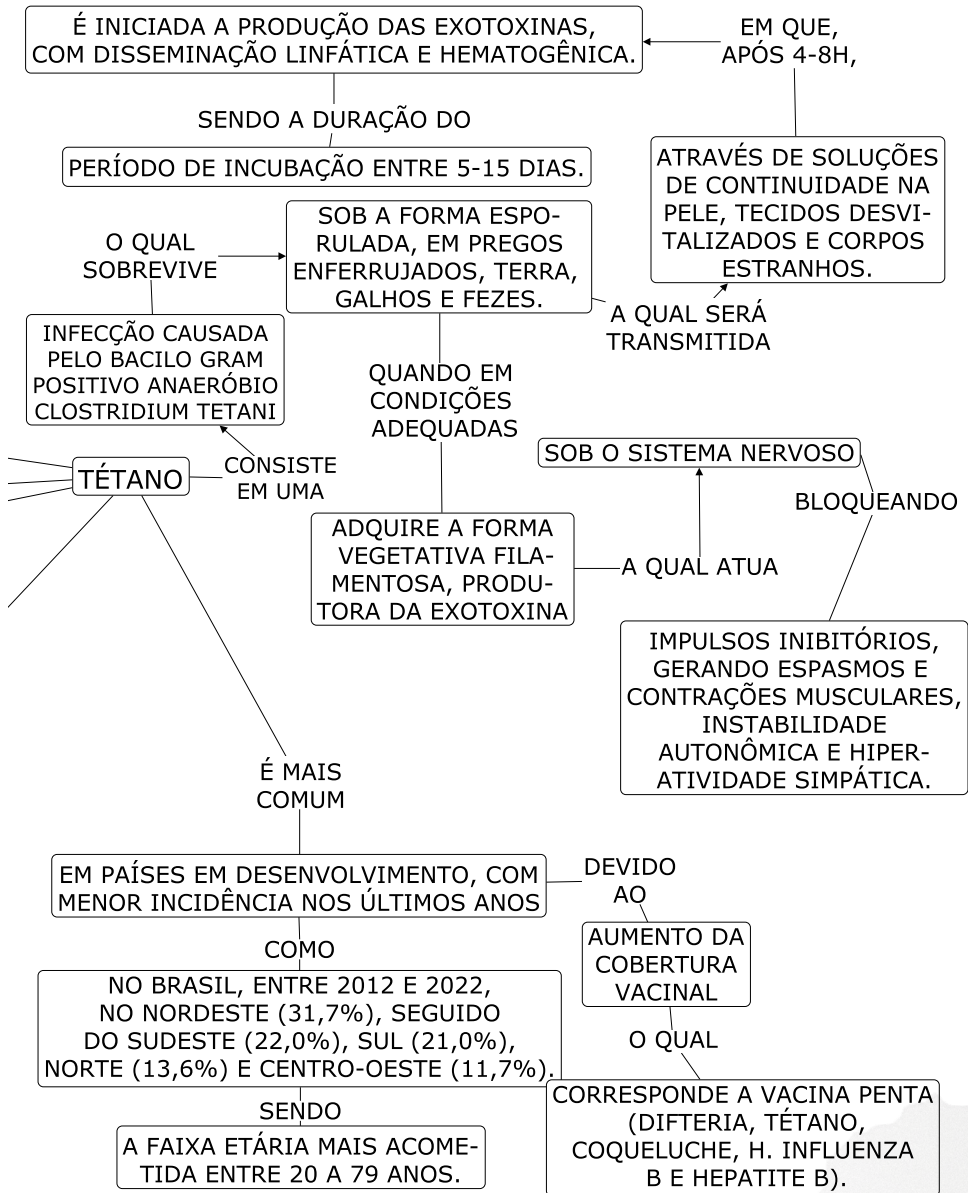 É INICIADA A PRODUÇÃO DAS EXOTOXINAS,
COM DISSEMINAÇÃO LINFÁTICA E HEMATOGÊNICA.
EM QUE,
APÓS 4-8H,
SENDO A DURAÇÃO DO
PERÍODO DE INCUBAÇÃO ENTRE 5-15 DIAS.
ATRAVÉS DE SOLUÇÕES
DE CONTINUIDADE NA
PELE, TECIDOS DESVI-
TALIZADOS E CORPOS
ESTRANHOS.
O QUAL
SOBREVIVE
SOB A FORMA ESPO-
RULADA, EM PREGOS
ENFERRUJADOS, TERRA,
GALHOS E FEZES.
A QUAL SERÁ
TRANSMITIDA
INFECÇÃO CAUSADA
PELO BACILO GRAM
POSITIVO ANAERÓBIO
CLOSTRIDIUM TETANI
QUANDO EM
CONDIÇÕES
ADEQUADAS
TÉTANO
CONSISTE
EM UMA
SOB O SISTEMA NERVOSO
BLOQUEANDO
ADQUIRE A FORMA
VEGETATIVA FILA-
MENTOSA, PRODU-
TORA DA EXOTOXINA
A QUAL ATUA
IMPULSOS INIBITÓRIOS,
GERANDO ESPASMOS E
CONTRAÇÕES MUSCULARES,
INSTABILIDADE
AUTONÔMICA E HIPER-
ATIVIDADE SIMPÁTICA.
É MAIS
COMUM
EM PAÍSES EM DESENVOLVIMENTO, COM
MENOR INCIDÊNCIA NOS ÚLTIMOS ANOS
DEVIDO
AO
AUMENTO DA
COBERTURA
VACINAL
COMO
NO BRASIL, ENTRE 2012 E 2022,
NO NORDESTE (31,7%), SEGUIDO
DO SUDESTE (22,0%), SUL (21,0%),
NORTE (13,6%) E CENTRO-OESTE (11,7%).
O QUAL
CORRESPONDE A VACINA PENTA
(DIFTERIA, TÉTANO,
COQUELUCHE, H. INFLUENZA
B E HEPATITE B).
SENDO
A FAIXA ETÁRIA MAIS ACOME-
TIDA ENTRE 20 A 79 ANOS.